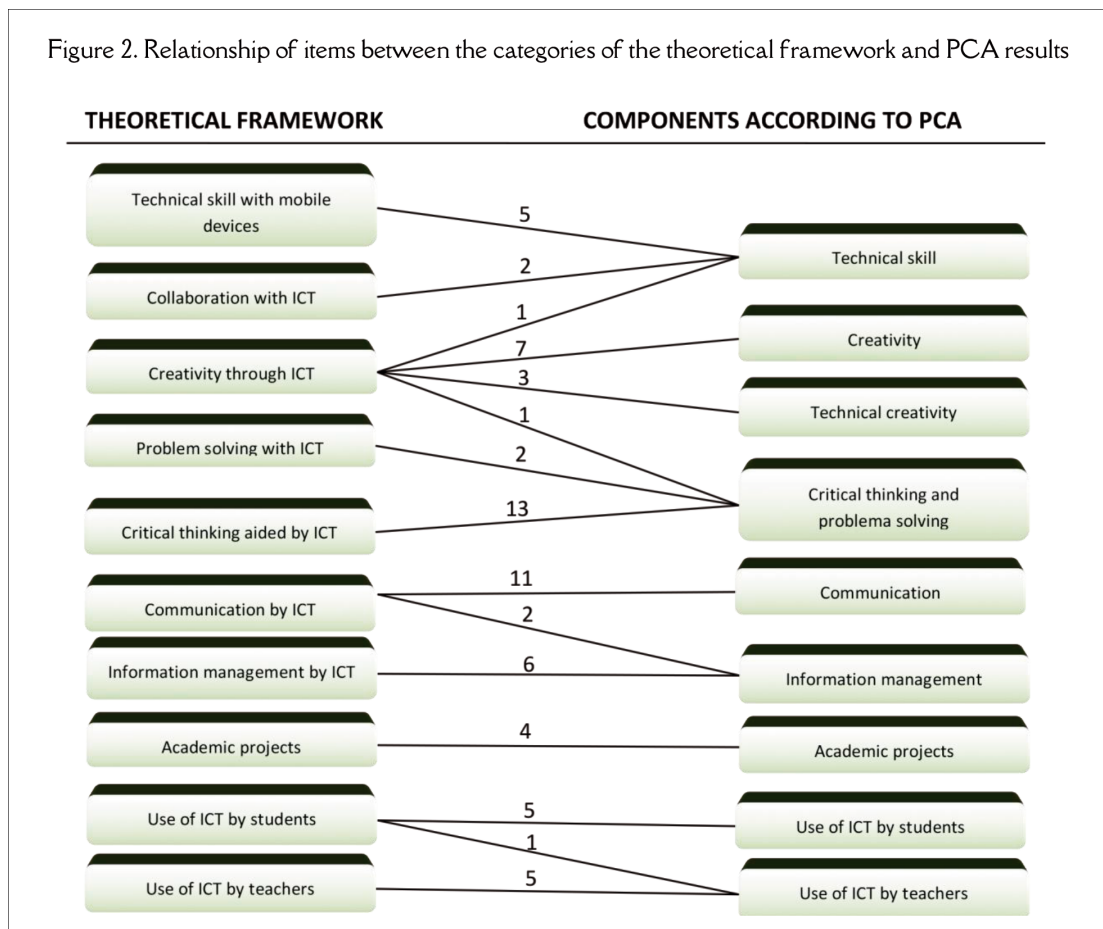 Figure 2. Relationship of items between the categories of the theoretical framework and PCA results
THEORETICAL FRAMEWORK
COMPONENTS ACCORDING TO PCA
Technical skill with mobile
devices
Collaboration with ICT
Creativity through ICT
Problem solving with ICT
Critical thinking aided by ICT
Communication by ICT
Information management by ICT
Academic projects
Use of ICT by students
Use of ICT by teachers
5
2
1
7
3
1
2
13
11
2
6
4
5
1
5
Technical skill
Creativity
Technical creativity
Critical thinking and
problema solving
Communication
Information management
Academic projects
Use of ICT by students
Use of ICT by teachers